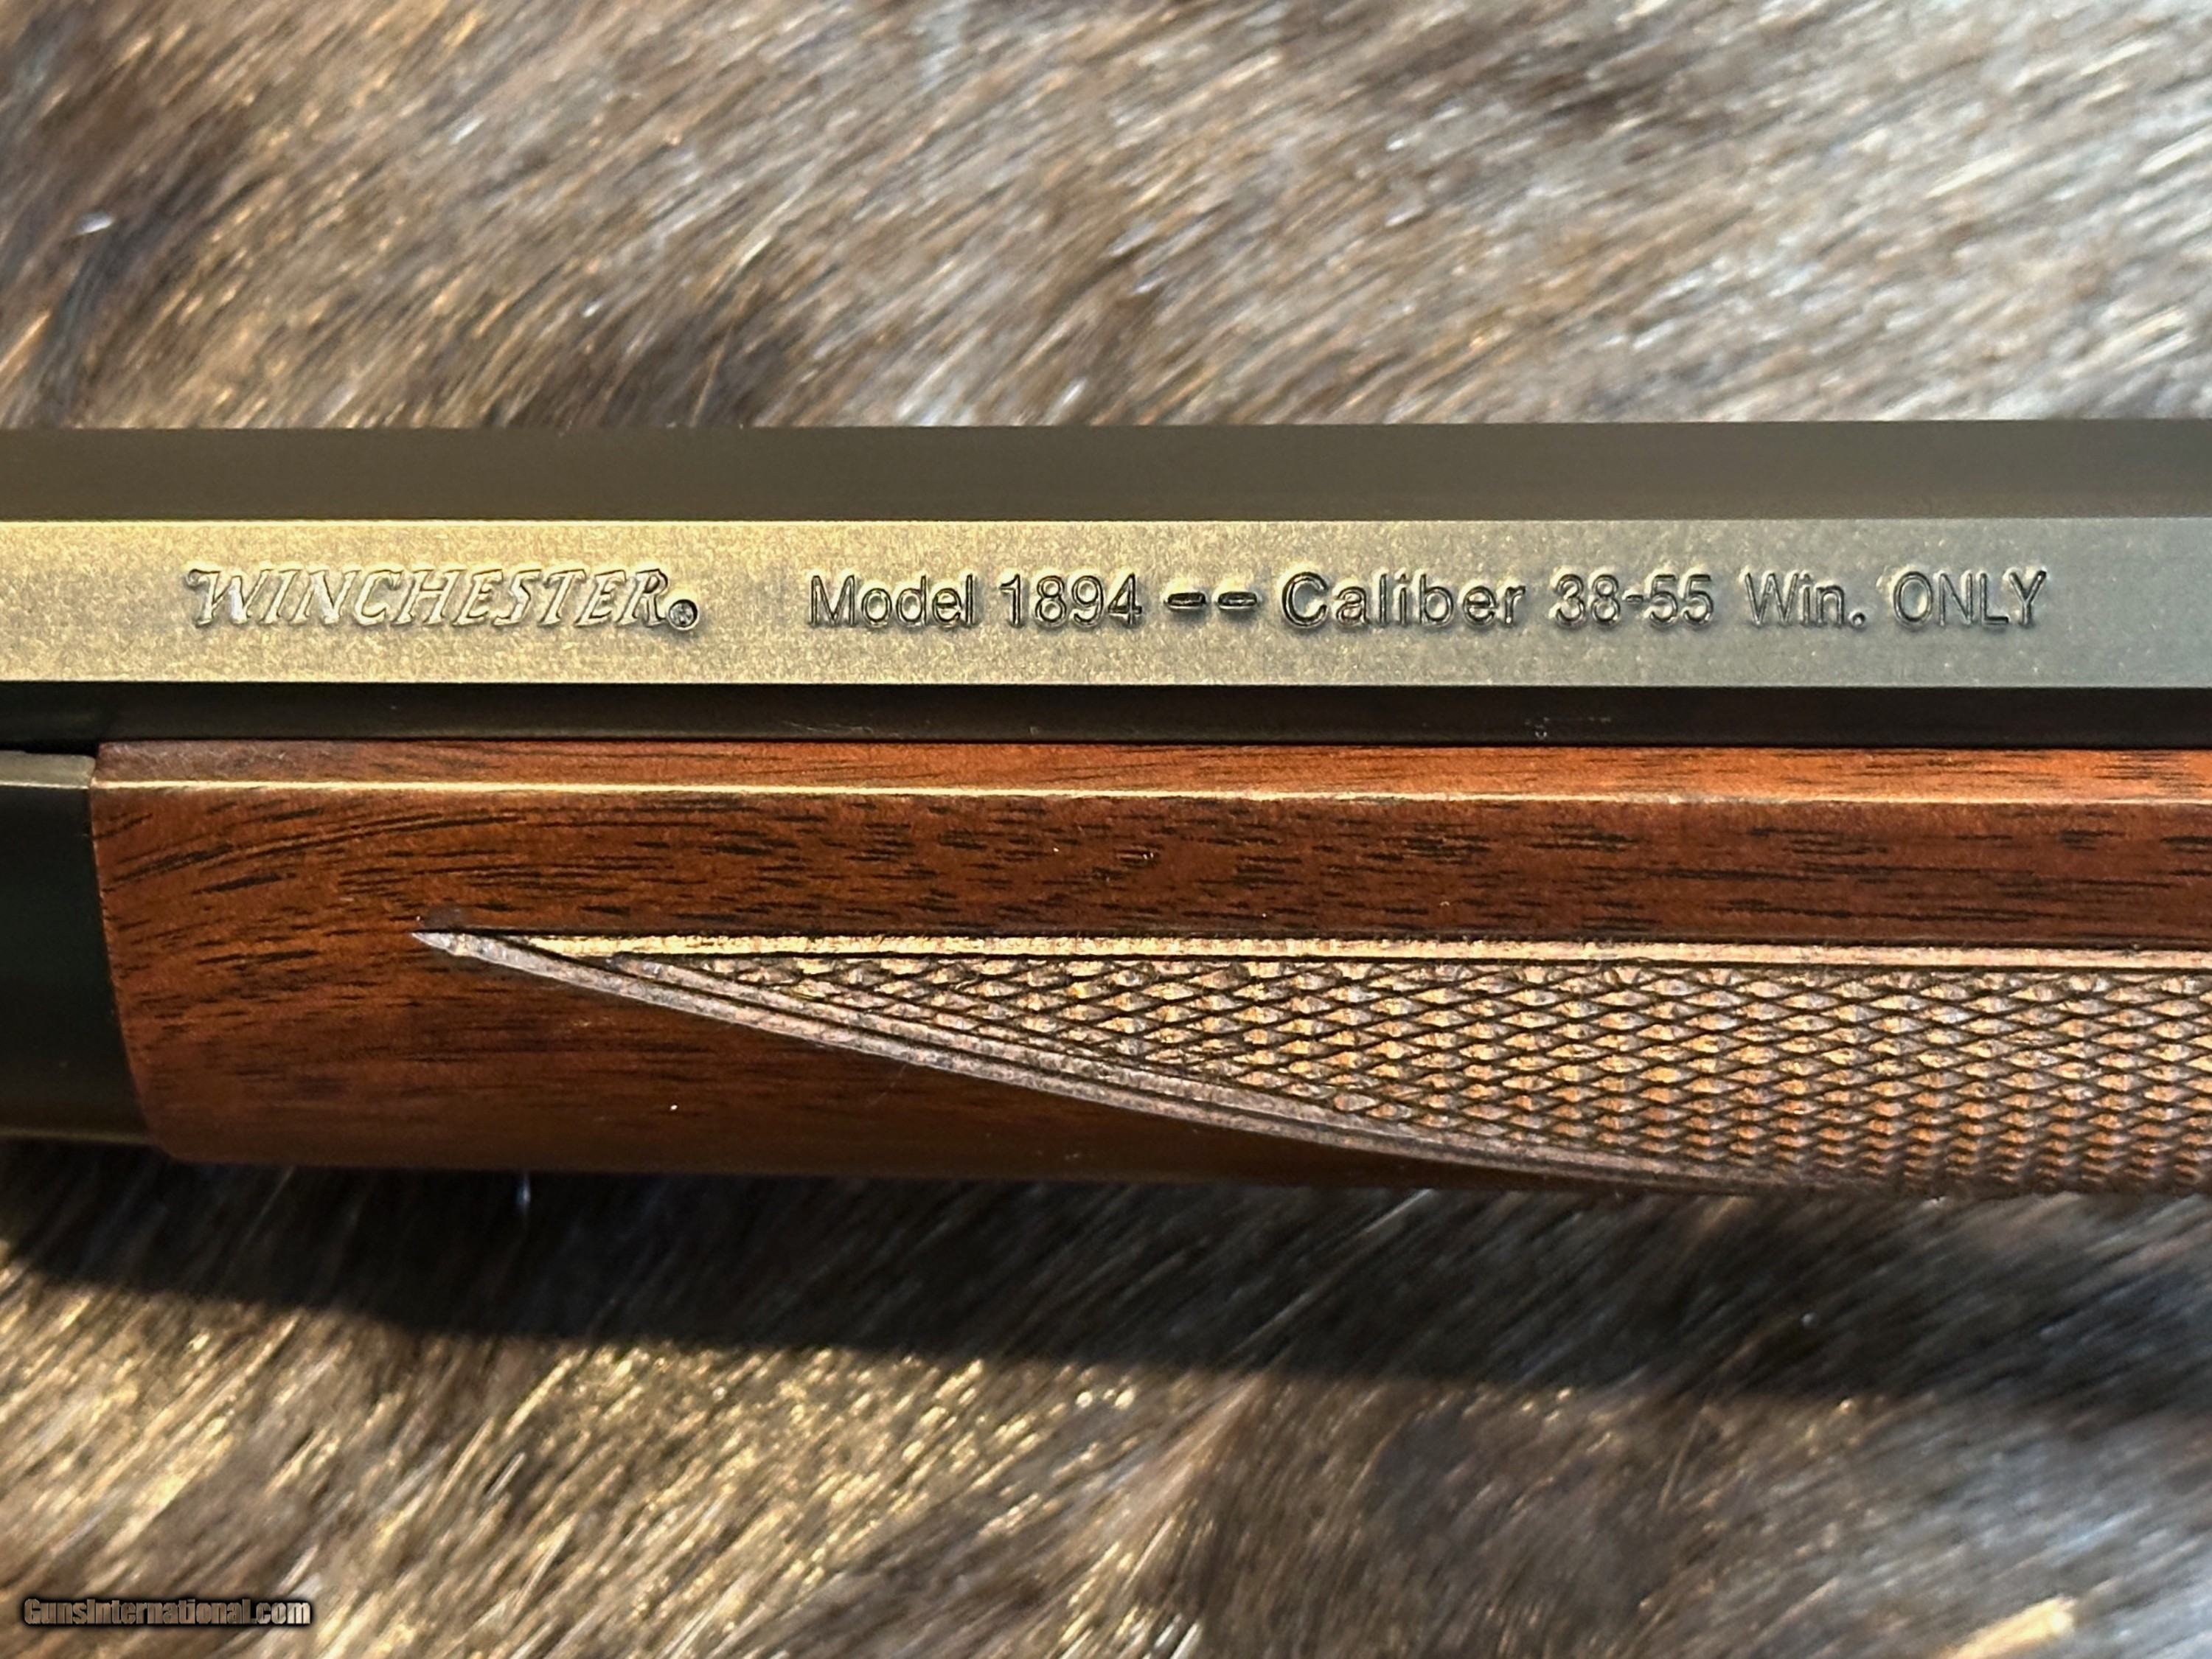 WINCHESTER® Model 1894 -- Caliber 38-55 Win. ONLY
GunsInternational.com